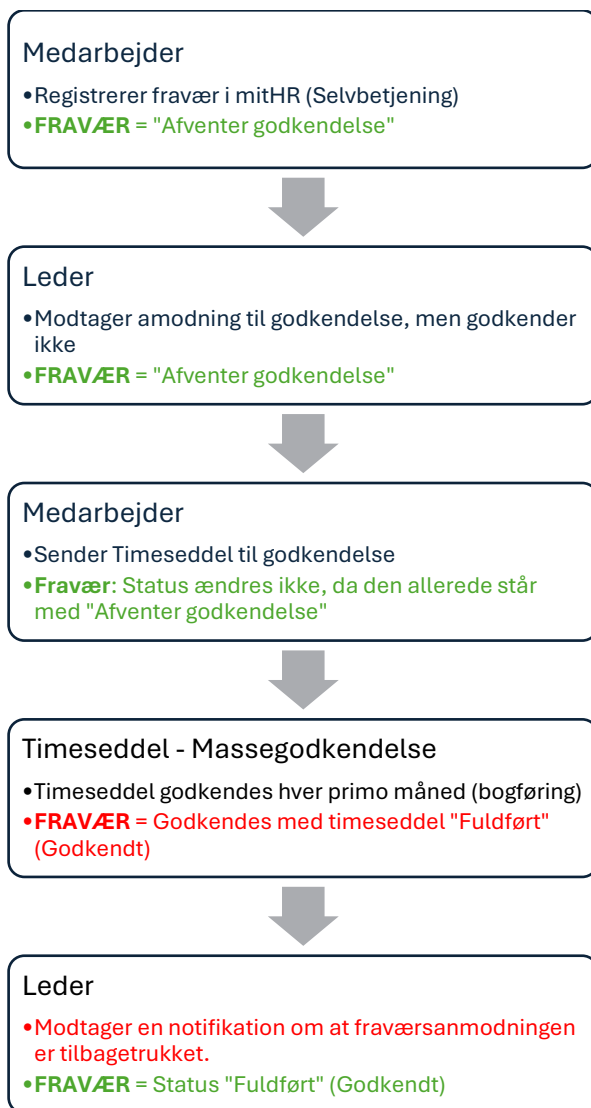 Medarbejder
•Registrerer fravær i mitHR (Selvbetjening)
•FRAVÆR = "Afventer godkendelse"
Leder
•Modtager amodning til godkendelse, men godkender
ikke
•FRAVÆR = "Afventer godkendelse"
Medarbejder
•Sender Timeseddel til godkendelse
•Fravær: Status ændres ikke, da den allerede står
med "Afventer godkendelse"
Timeseddel - Massegodkendelse
•Timeseddel godkendes hver primo måned (bogføring)
•FRAVÆR = Godkendes med timeseddel "Fuldført"
(Godkendt)
Leder
•Modtager en notifikation om at fraværsanmodningen
er tilbagetrukket.
•FRAVÆR = Status "Fuldført" (Godkendt)